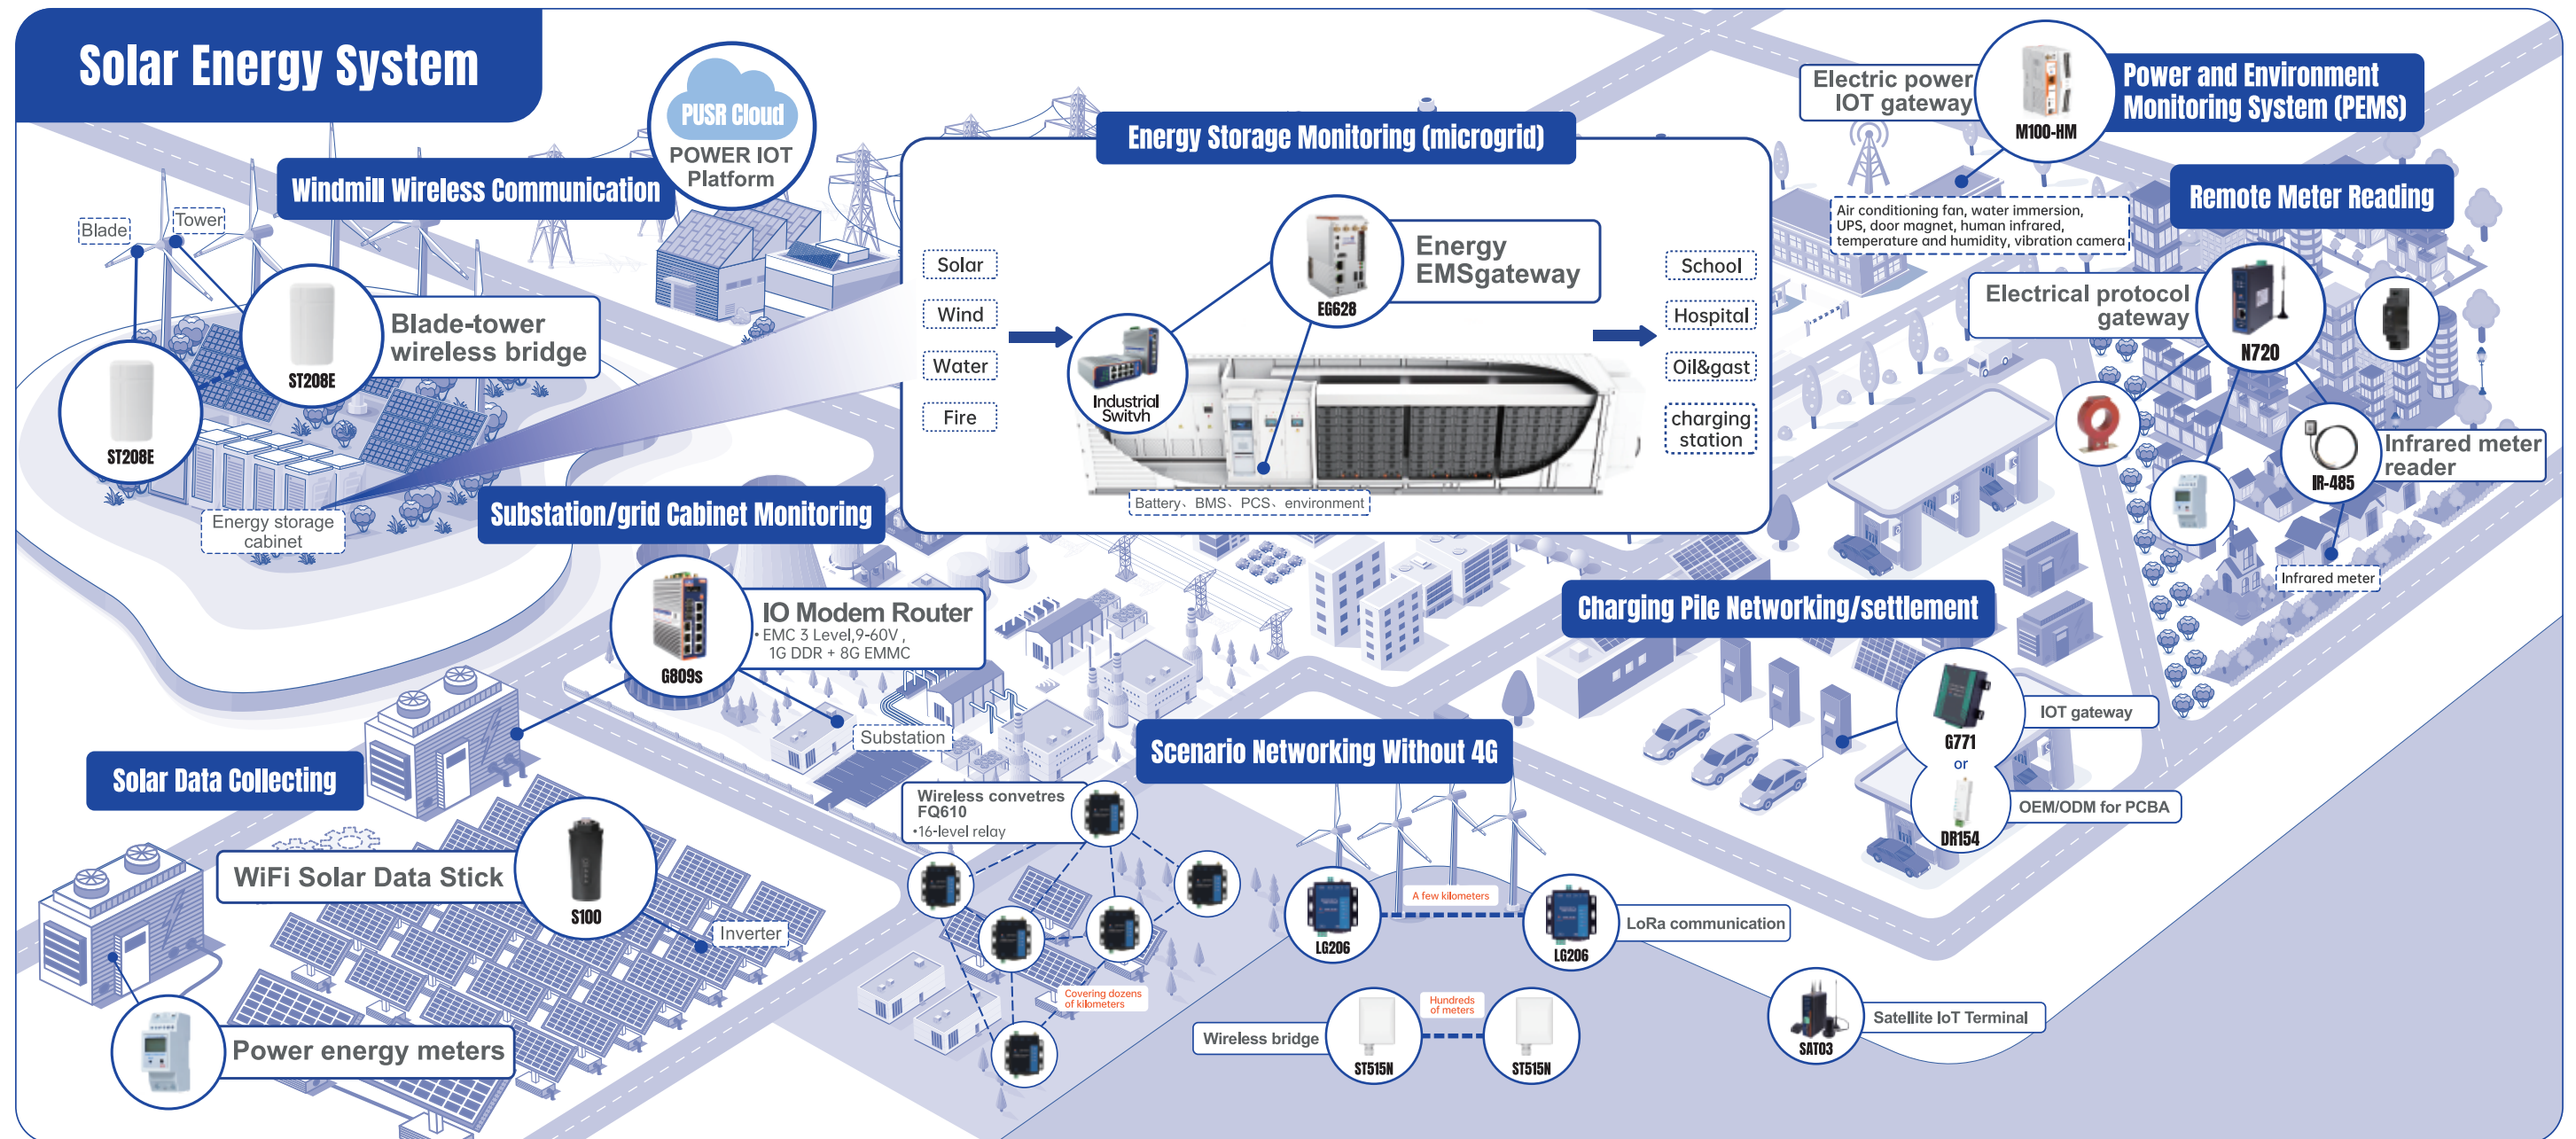 Solar Energy System
PUSR Cloud
POWER IOT
Platform
Windmill Wireless Communication
Blade
Tower
Blade-tower
wireless bridge
ST208E
ST208E
Energy storage
cabinet
Energy Storage Monitoring (microgrid)
Solar
Wind
Water
Fire
Industrial
Switvh
EG628
Energy
EMSgateway
Battery、BMS、PCS、environment
School
Hospital
Oil&gast
charging
station
Electric power
IOT gateway
M100-HM
Power and Environment
Monitoring System (PEMS)
Air conditioning fan, water immersion,
UPS, door magnet, human infrared,
temperature and humidity, vibration camera
Remote Meter Reading
Electrical protocol
gateway
N720
IR-485
Infrared meter
reader
Infrared meter
Substation/grid Cabinet Monitoring
G809s
IO Modem Router
• EMC 3 Level,9-60V ,
1G DDR + 8G EMMC
Substation
Charging Pile Networking/settlement
G771
IOT gateway
or
DR154
OEM/ODM for PCBA
Solar Data Collecting
WiFi Solar Data Stick
S100
Inverter
Power energy meters
Scenario Networking Without 4G
Wireless convetres
FQ610
•16-level relay
Covering dozens
of kilometers
LG206
A few kilometers
LG206
LoRa communication
Wireless bridge
ST515N
Hundreds
of meters
ST515N
SAT03
Satellite IoT Terminal